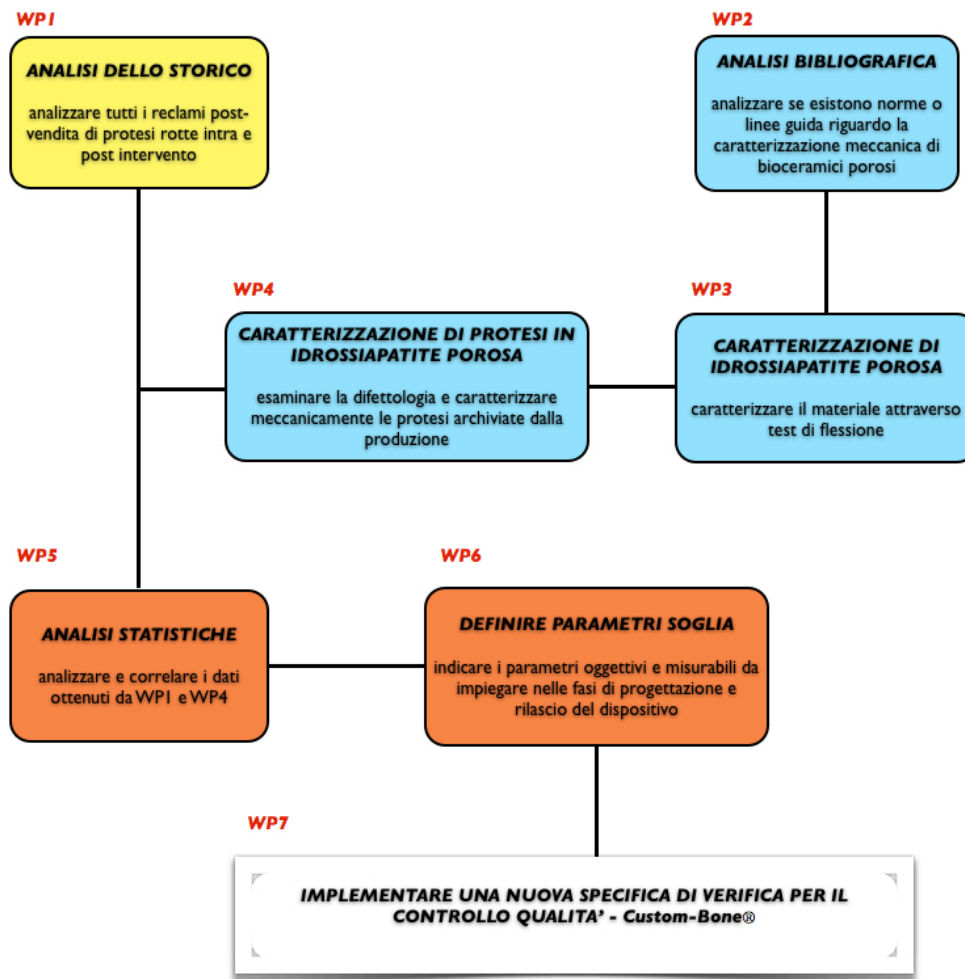 WP1
ANALISI DELLO STORICO
analizzare tutti i reclami post-
vendita di protesi rotte intra e
post intervento
WP2
ANALISI BIBLIOGRAFICA
analizzare se esistono norme o
linee guida riguardo la
caratterizzazione meccanica di
bioceramici porosi
WP4
CARATTERIZZAZIONE DI PROTESI IN
IDROSSIAPATITE POROSA
esaminare la difettologia e caratterizzare
meccanicamente le protesi archiviate dalla
produzione
WP3
CARATTERIZZAZIONE DI
IDROSSIAPATITE POROSA
caratterizzare il materiale attraverso
test di flessione
WP5
ANALISI STATISTICHE
analizzare e correlare i dati
ottenuti da WP1 e WP4
WP6
DEFINIRE PARAMETRI SOGLIA
indicare i parametri oggettivi e misurabili da
impiegare nelle fasi di progettazione e
rilascio del dispositivo
WP7
IMPLEMENTARE UNA NUOVA SPECIFICA DI VERIFICA PER IL
CONTROLLO QUALITA' - Custom-Bone®